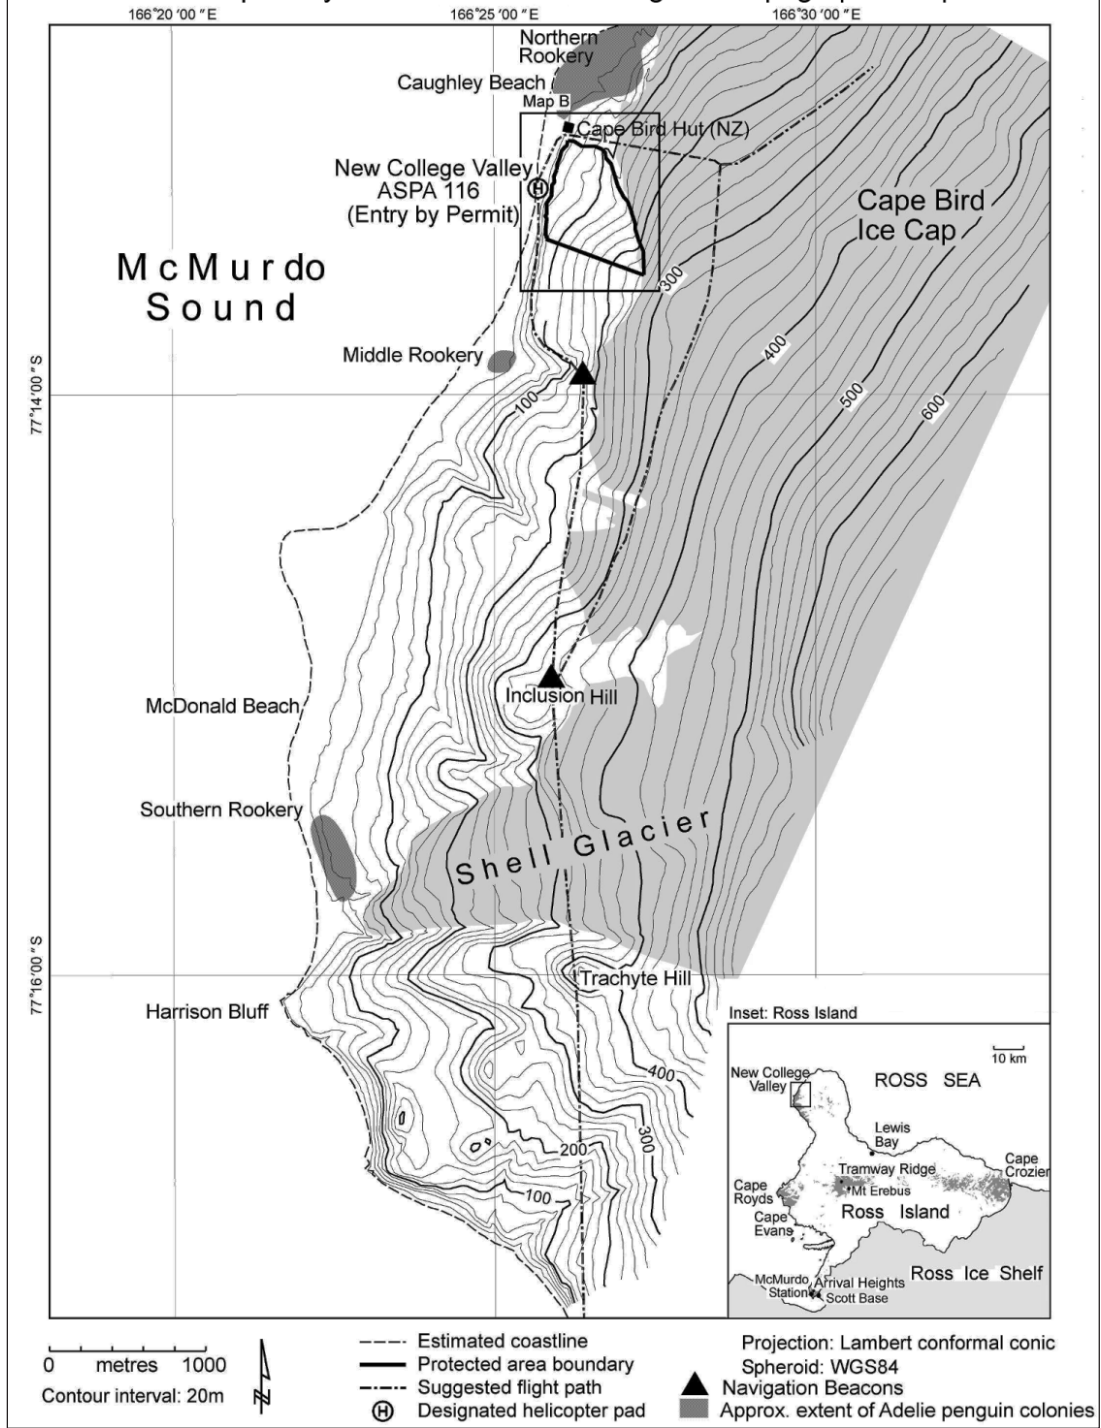 166°20'00"E
166°25'00"E
166°30'00"E
Northern
Rookery
Caughley Beach
Map B
Cape Bird Hut (NZ)
New College Valley
ASPA 116
(Entry by Permit)
H
Cape Bird
Ice Cap
McMurdo
Sound
300
Middle Rookery
400
77°14'00"S
100
500
600
Inclusion Hill
McDonald Beach
Southern Rookery
Shell Glacier
77°16'00"S
Trachyte Hill
Harrison Bluff
400
300
200
100
Inset: Ross Island
10 km
New College
Valley
ROSS SEA
Lewis
Bay
Cape
Crozier
Tramway Ridge
Mt Erebus
Cape
Royds
Ross Island
Cape
Evans
Ross Ice Shelf
McMurdo
Station
Arrival Heights
Scott Base
0 metres 1000
Contour interval: 20m
N
Estimated coastline
Protected area boundary
Suggested flight path
H Designated helicopter pad
Projection: Lambert conformal conic
Spheroid: WGS84
Navigation Beacons
Approx. extent of Adelie penguin colonies